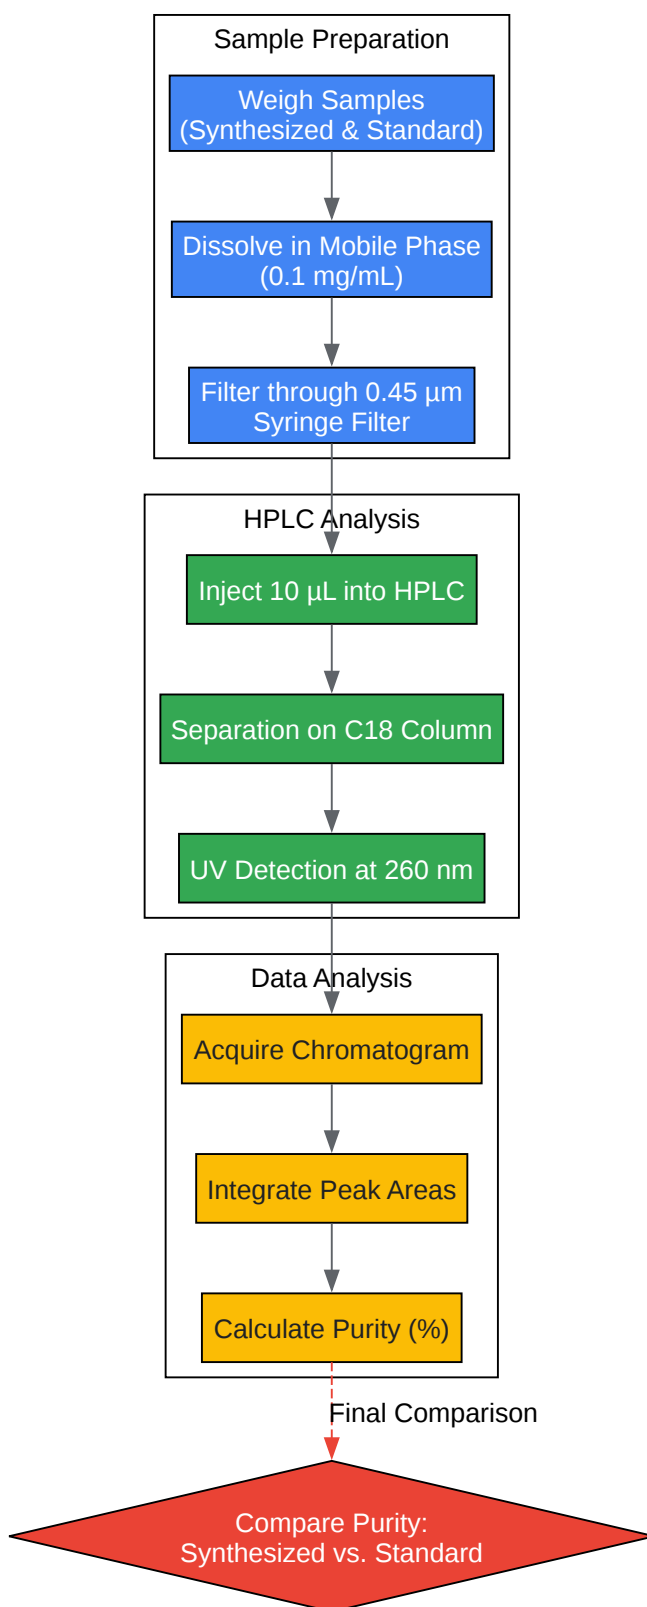 Sample Preparation
Weigh Samples
(Synthesized & Standard)
Dissolve in Mobile Phase
(0.1 mg/mL)
Filter through 0.45 µm
Syringe Filter
HPLC Analysis
Inject 10 µL into HPLC
Separation on C18 Column
UV Detection at 260 nm
Data Analysis
Acquire Chromatogram
Integrate Peak Areas
Calculate Purity (%)
Final Comparison
Compare Purity:
Synthesized vs. Standard